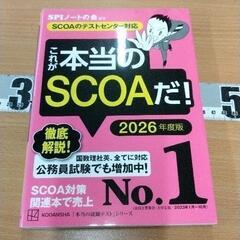 SPIノートの会 編著
SCOAのテストセンター対応
これが
本当の
SCOAだ!
2026年度版
徹底
解説!
国数理社英、全てに対応
公務員試験でも増加!
SCOA対策
関連本で売上
No.1
KODANSHA
「本当の就職テスト」シリーズ
3
5